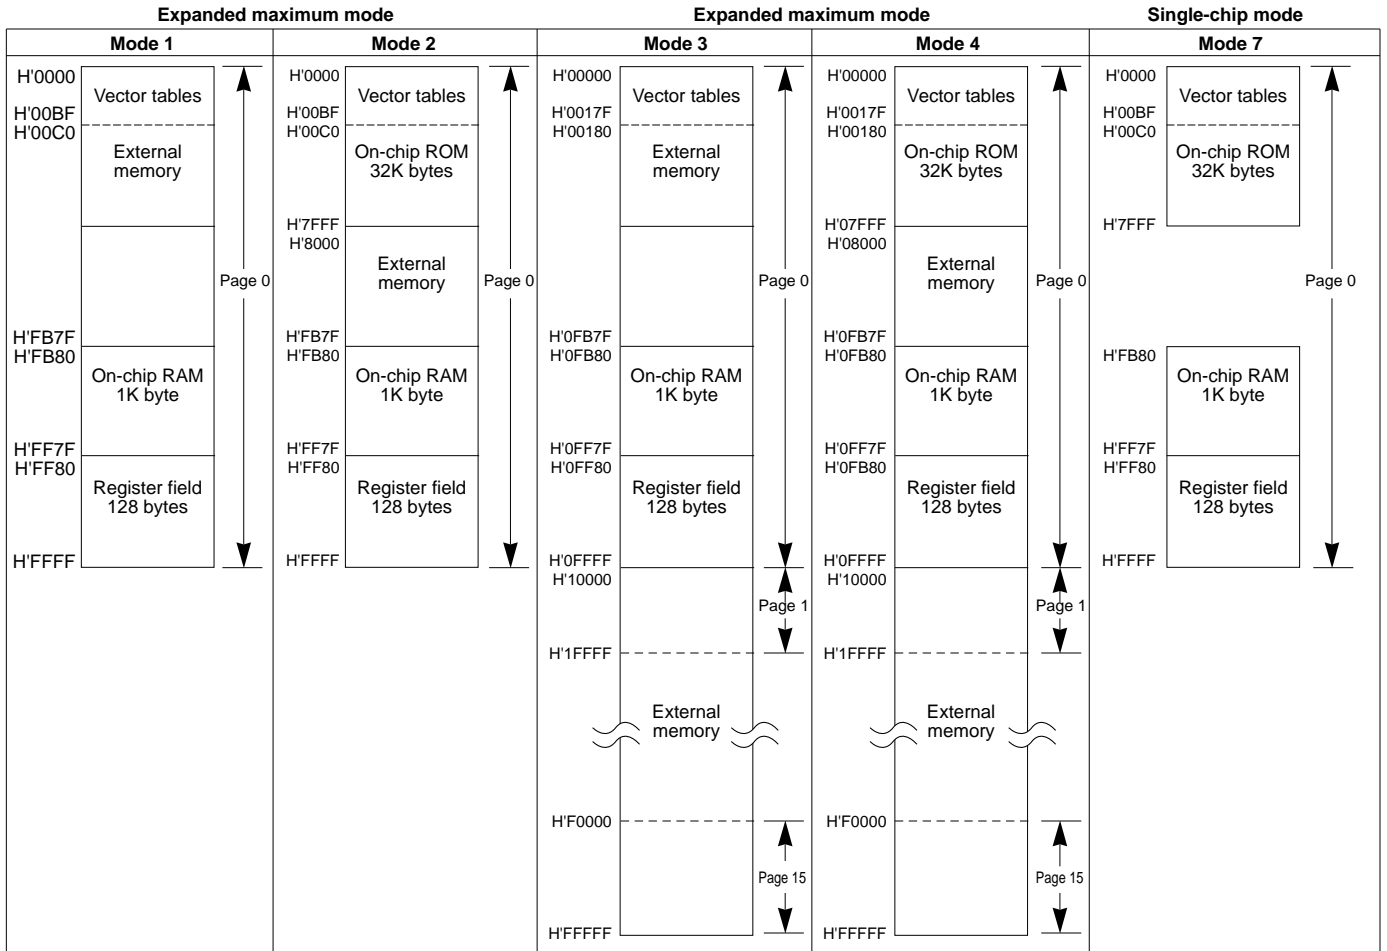 Expanded maximum mode
Expanded maximum mode
Single-chip mode
Mode 1
Mode 2
Mode 3
Mode 4
Mode 7
H'0000
Vector tables
H'00BF
H'00C0
External
memory
Page 0
H'FB7F
H'FB80
On-chip RAM
1K byte
H'FF7F
H'FF80
Register field
128 bytes
H'FFFF
H'0000
Vector tables
H'00BF
H'00C0
On-chip ROM
32K bytes
H'7FFF
H'8000
External
memory
Page 0
H'FB7F
H'FB80
On-chip RAM
1K byte
H'FF7F
H'FF80
Register field
128 bytes
H'FFFF
H'00000
Vector tables
H'0017F
H'00180
External
memory
Page 0
H'0FB7F
H'0FB80
On-chip RAM
1K byte
H'0FF7F
H'0FF80
Register field
128 bytes
H'0FFFF
H'10000
Page 1
H'1FFFF
External
memory
H'F0000
Page 15
H'FFFFF
H'00000
Vector tables
H'0017F
H'00180
On-chip ROM
32K bytes
H'07FFF
H'08000
External
memory
Page 0
H'0FB7F
H'0FB80
On-chip RAM
1K byte
H'0FF7F
H'0FB80
Register field
128 bytes
H'0FFFF
H'10000
Page 1
H'1FFFF
External
memory
H'F0000
Page 15
H'FFFFF
H'0000
Vector tables
H'00BF
H'00C0
On-chip ROM
32K bytes
H'7FFF
Page 0
H'FB80
On-chip RAM
1K byte
H'FF7F
H'FF80
Register field
128 bytes
H'FFFF